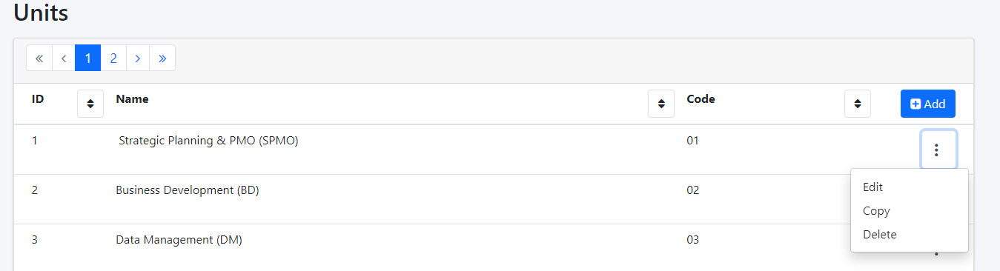 Units
« ‹ 1 2 › »
ID Name Code Add
1 Strategic Planning & PMO (SPMO) 01
2 Business Development (BD) 02
3 Data Management (DM) 03
Edit
Copy
Delete